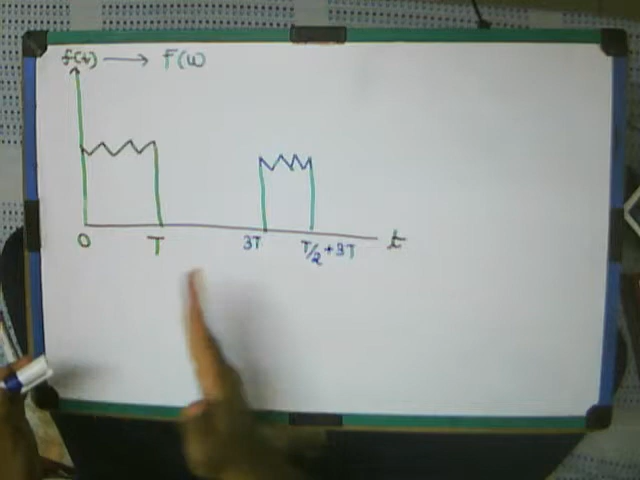 f(t) → F(w
0 T 3T T/2 + 3T t